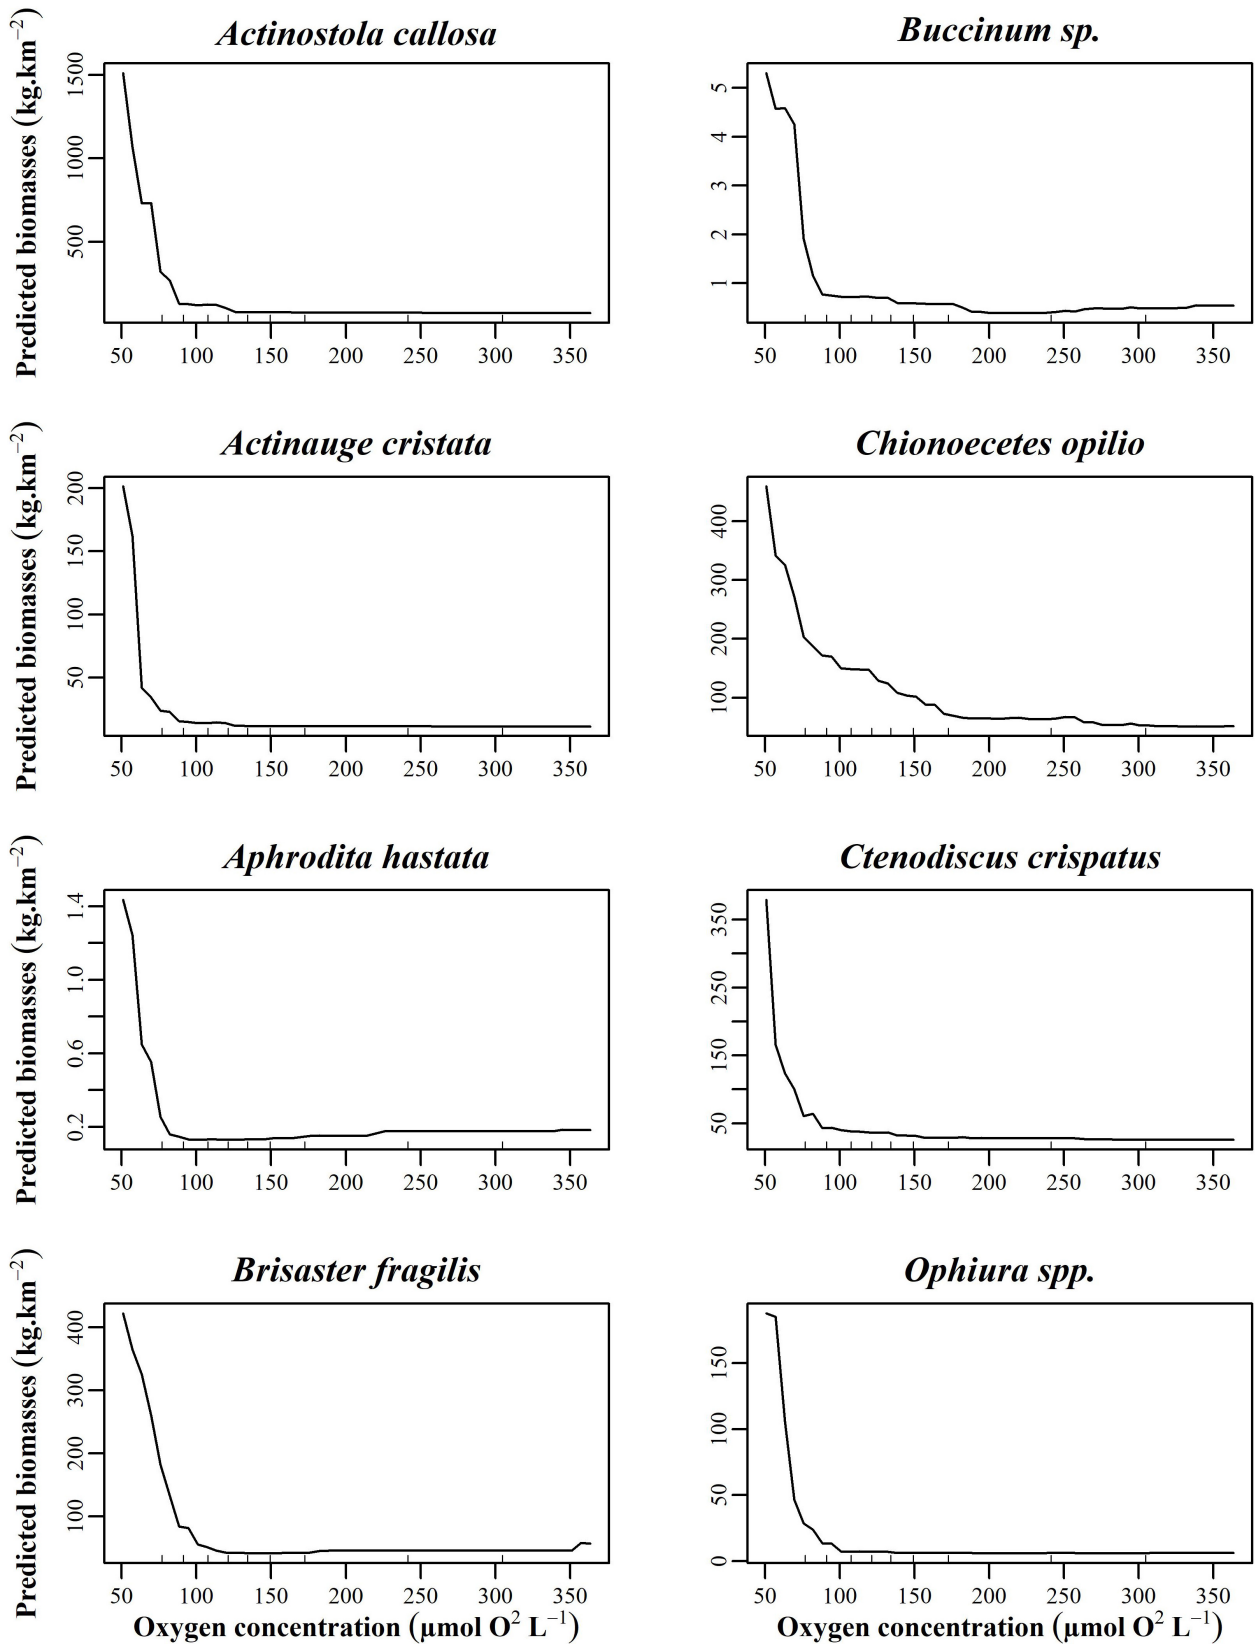 Actinostola callosa
Predicted biomasses (kg.km−2)
1500
1000
500
50 100 150 200 250 300 350
Buccinum sp.
5
4
3
2
1
50 100 150 200 250 300 350
Actinauge cristata
Predicted biomasses (kg.km−2)
200
150
100
50
50 100 150 200 250 300 350
Chionoecetes opilio
400
300
200
100
50 100 150 200 250 300 350
Aphrodita hastata
Predicted biomasses (kg.km−2)
1.4
1.0
0.6
0.2
50 100 150 200 250 300 350
Ctenodiscus crispatus
350
250
150
50
50 100 150 200 250 300 350
Brisaster fragilis
Predicted biomasses (kg.km−2)
400
300
200
100
50 100 150 200 250 300 350
Oxygen concentration (µmol O2 L−1)
Ophiura spp.
150
100
50
0
50 100 150 200 250 300 350
Oxygen concentration (µmol O2 L−1)